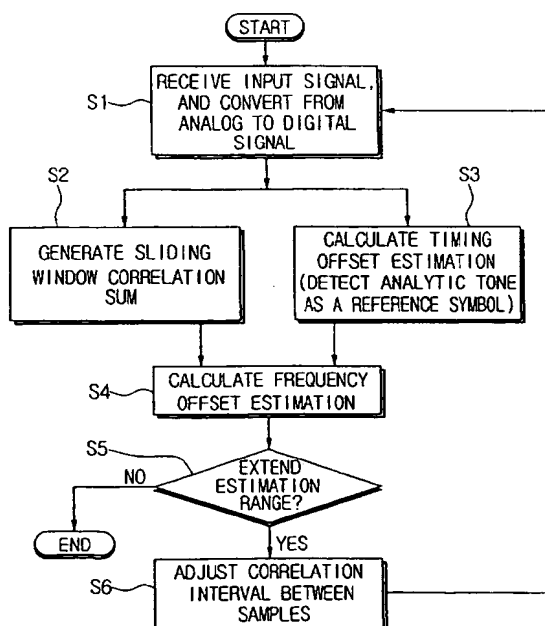 START
S1
RECEIVE INPUT SIGNAL,
AND CONVERT FROM
ANALOG TO DIGITAL
SIGNAL
S2
GENERATE SLIDING
WINDOW CORRELATION
SUM
S3
CALCULATE TIMING
OFFSET ESTIMATION
(DETECT ANALYTIC TONE
AS A REFERENCE SYMBOL)
S4
CALCULATE FREQUENCY
OFFSET ESTIMATION
S5
EXTEND
ESTIMATION
RANGE?
NO
END
YES
S6
ADJUST CORRELATION
INTERVAL BETWEEN
SAMPLES